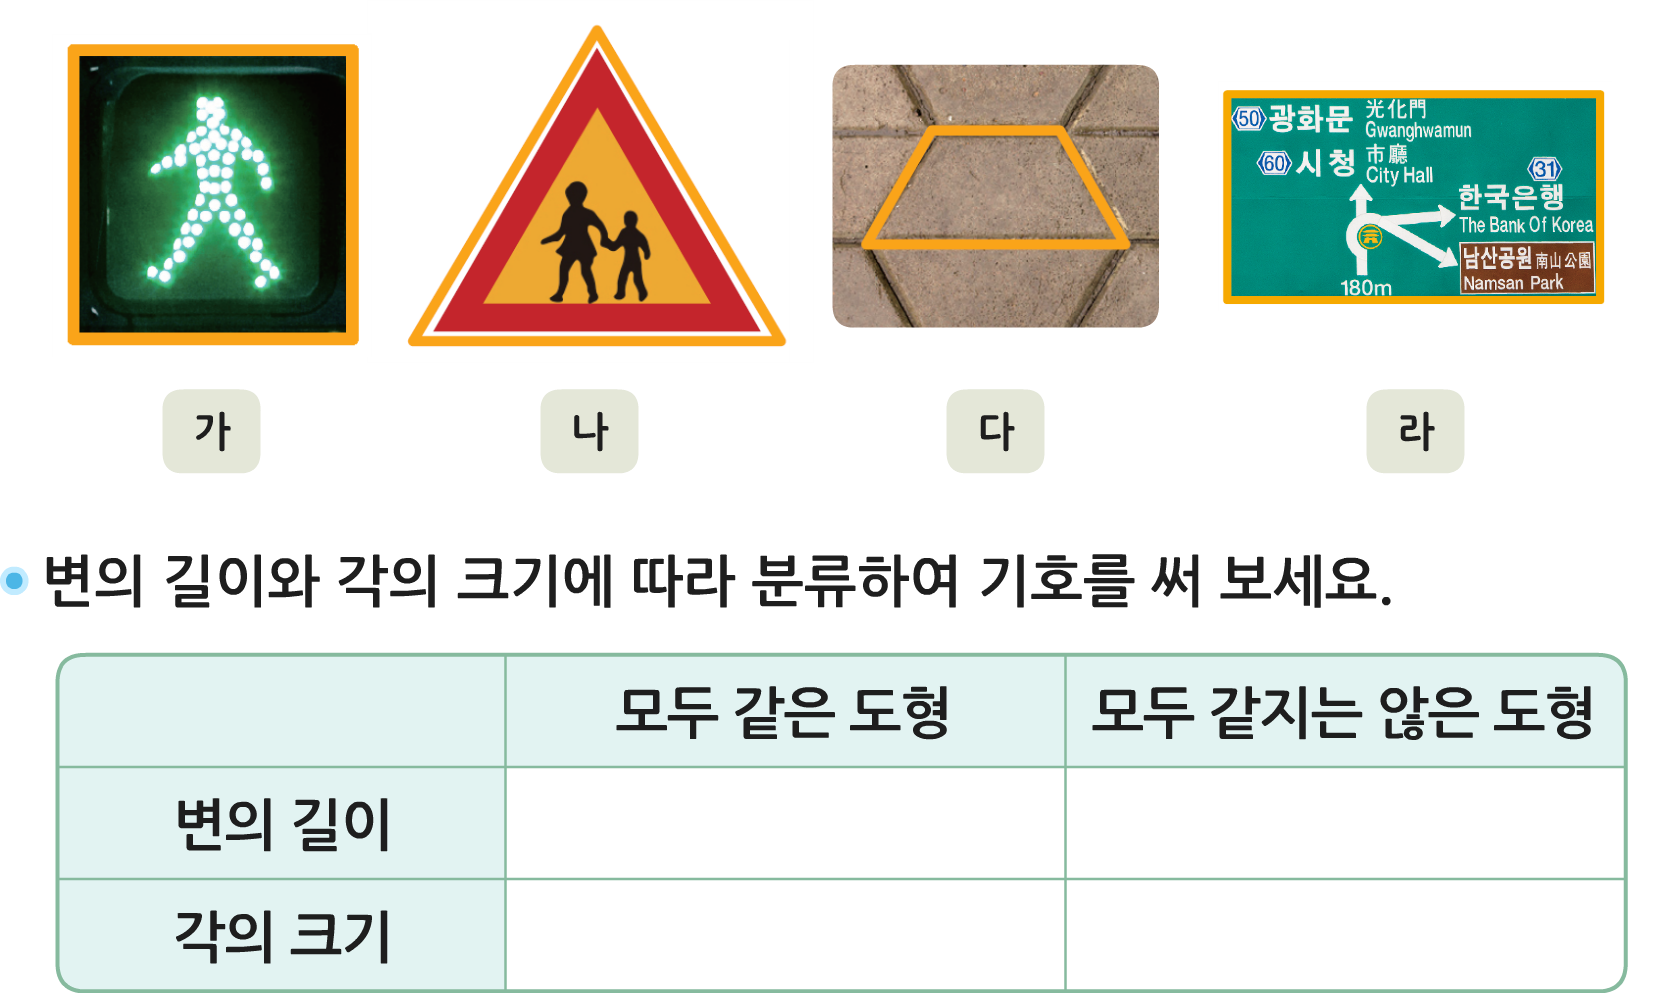 50 광화문 光化門
Gwanghwamun
60 시청 市廳
City Hall
31
한국은행
The Bank Of Korea
남산공원 南山公園
Namsan Park
180m
가 나 다 라
변의 길이와 각의 크기에 따라 분류하여 기호를 써 보세요.
모두 같은 도형 모두 같지는 않은 도형
변의 길이
각의 크기